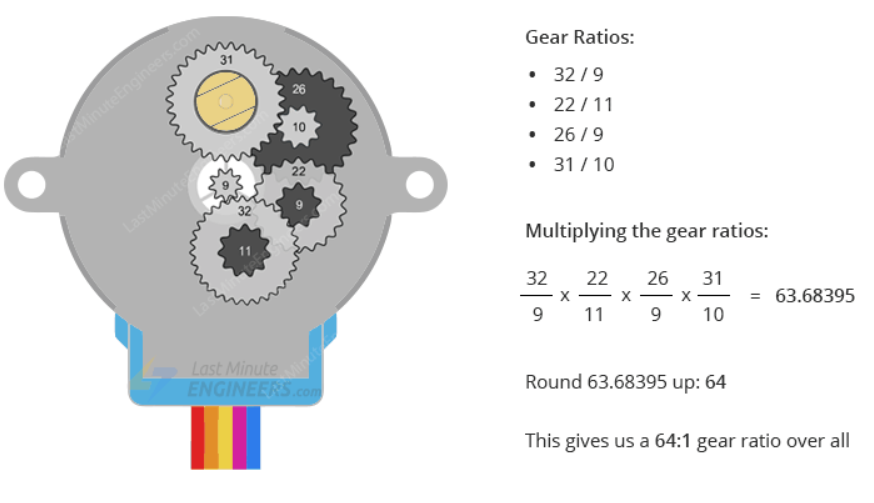 31
26
10
22
9
9
32
11
LastMinuteEngineers.com
Last Minute
ENGINEERS.com
Gear Ratios:
• 32 / 9
• 22 / 11
• 26 / 9
• 31 / 10
Multiplying the gear ratios:
32/9 x 22/11 x 26/9 x 31/10 = 63.68395
Round 63.68395 up: 64
This gives us a 64:1 gear ratio over all